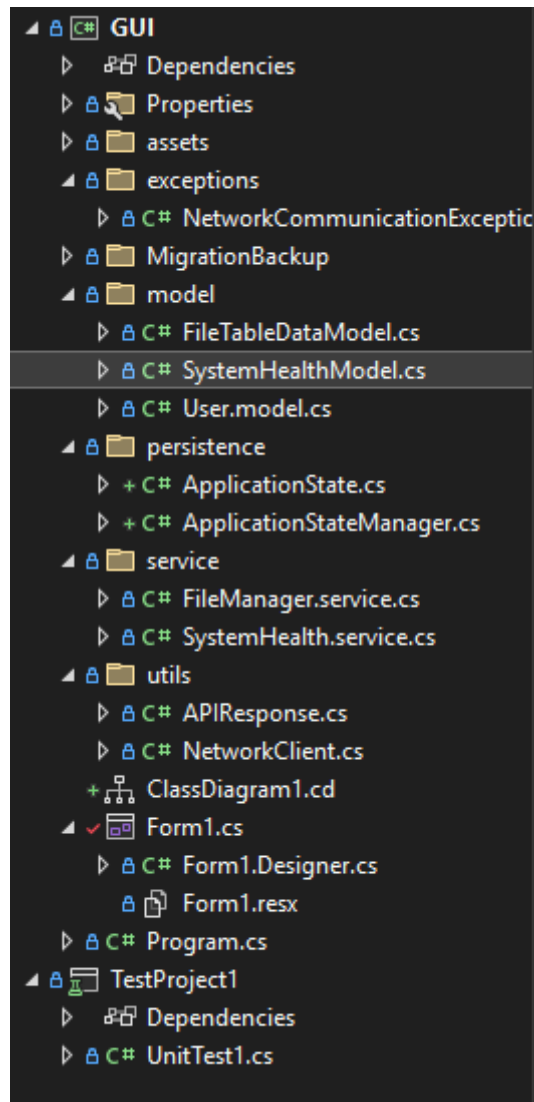 C# GUI
Dependencies
Properties
assets
exceptions
C# NetworkCommunicationExceptic
MigrationBackup
model
C# FileTableDataModel.cs
C# SystemHealthModel.cs
C# User.model.cs
persistence
+ C# ApplicationState.cs
+ C# ApplicationStateManager.cs
service
C# FileManager.service.cs
C# SystemHealth.service.cs
utils
C# APIResponse.cs
C# NetworkClient.cs
+ ClassDiagram1.cd
Form1.cs
C# Form1.Designer.cs
Form1.resx
C# Program.cs
TestProject1
Dependencies
C# UnitTest1.cs